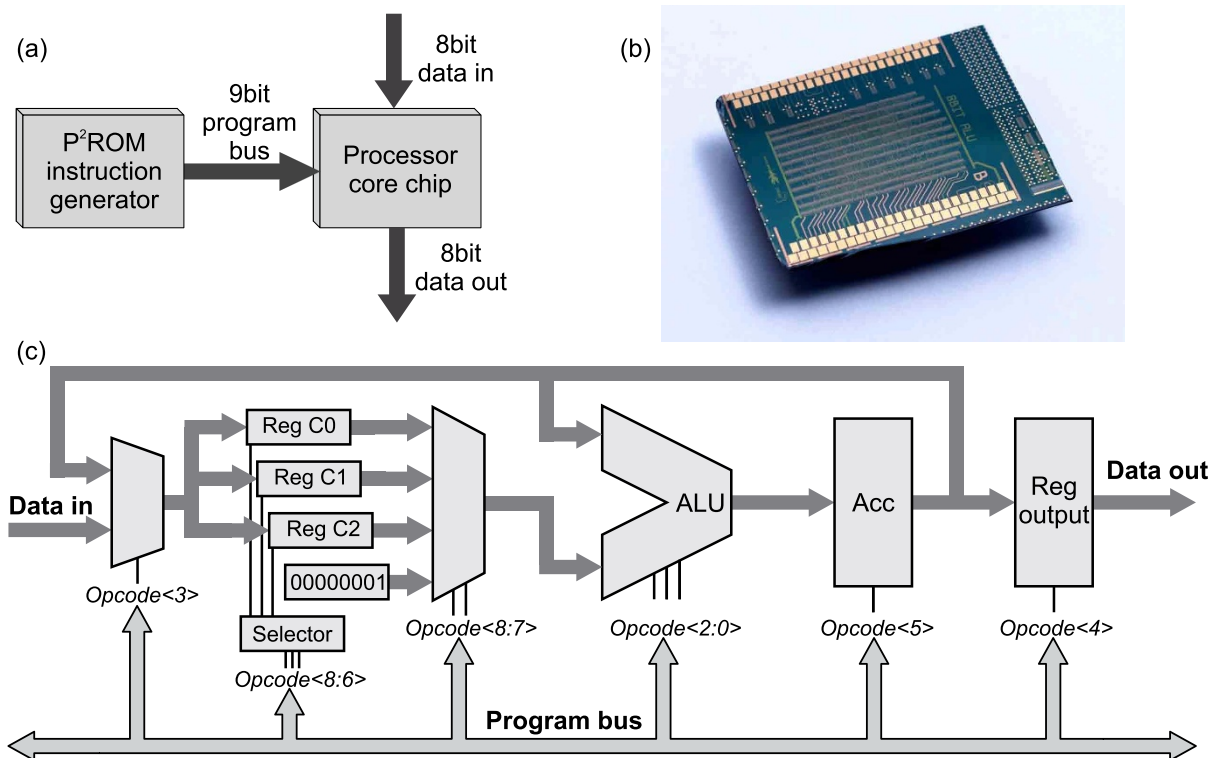 (a)
8bit
data in
9bit
program
bus
P²ROM
instruction
generator
Processor
core chip
8bit
data out
(b)
8BIT ALU
B
(c)
Reg C0
Reg C1
Reg C2
00000001
Data in
Opcode<3>
Selector
Opcode<8:6>
Opcode<8:7>
ALU
Opcode<2:0>
Acc
Opcode<5>
Reg
output
Opcode<4>
Data out
Program bus